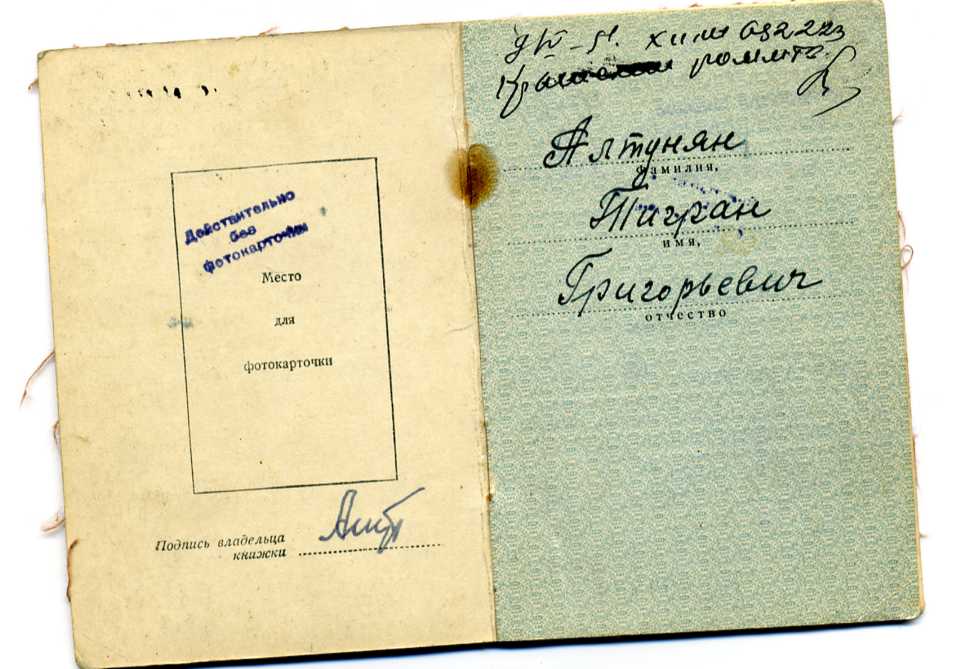 Действительно
без
фотокарточки
Место
для
фотокарточки
Подпись владельца
книжки
Алтунян
фамилия,
Тигран
имя,
Григорьевич
отчество